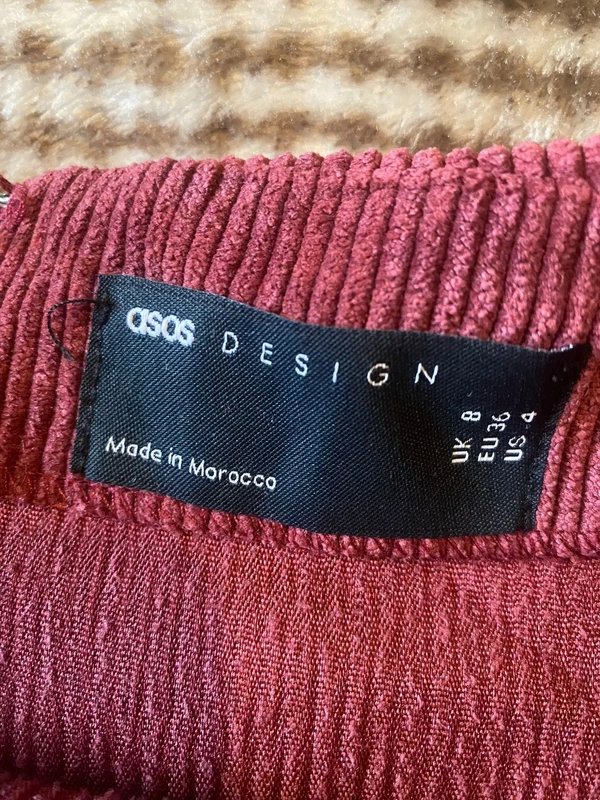 asos DESIGN
Made in Morocco
UK 8
EU 36
US 4